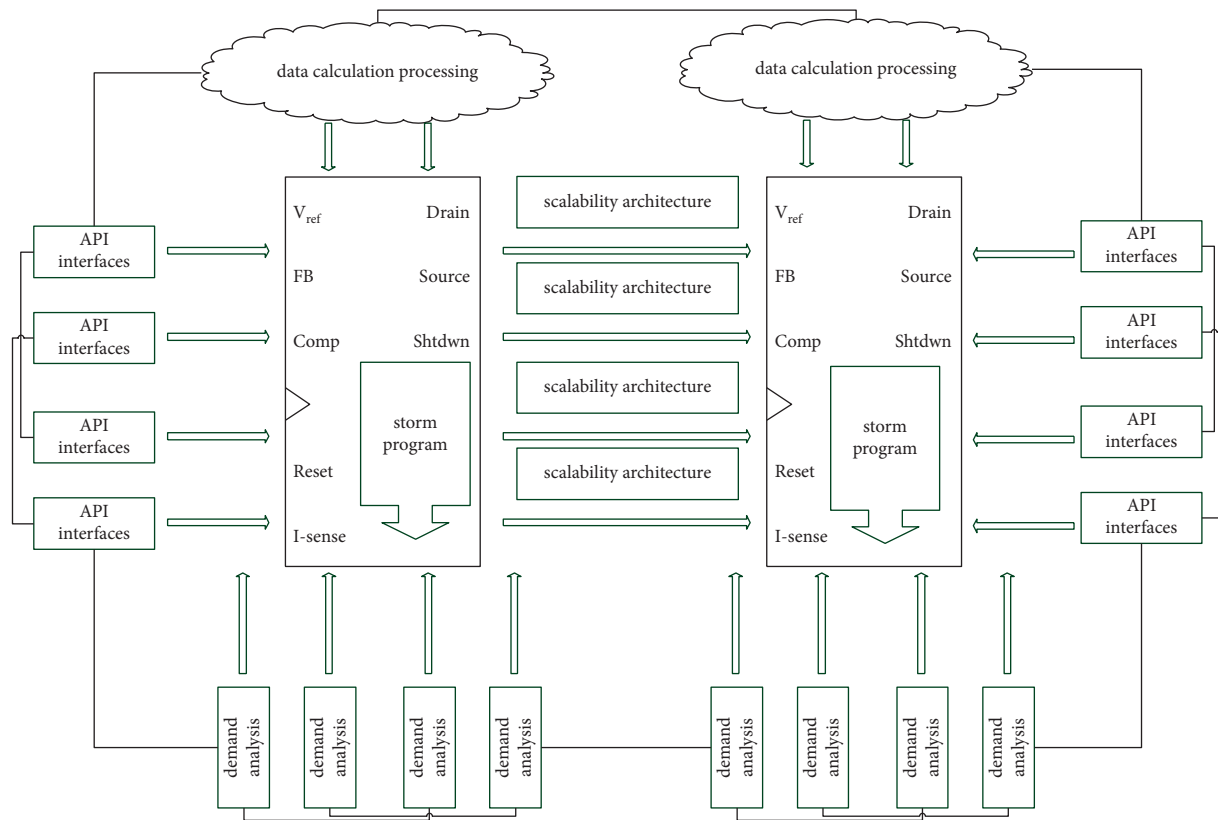 data calculation processing
data calculation processing
API
interfaces
API
interfaces
API
interfaces
API
interfaces
V_ref
Drain
FB
Source
Comp
Shtdwn
storm
program
Reset
I-sense
scalability architecture
scalability architecture
scalability architecture
scalability architecture
V_ref
Drain
FB
Source
Comp
Shtdwn
storm
program
Reset
I-sense
API
interfaces
API
interfaces
API
interfaces
API
interfaces
demand
analysis
demand
analysis
demand
analysis
demand
analysis
demand
analysis
demand
analysis
demand
analysis
demand
analysis